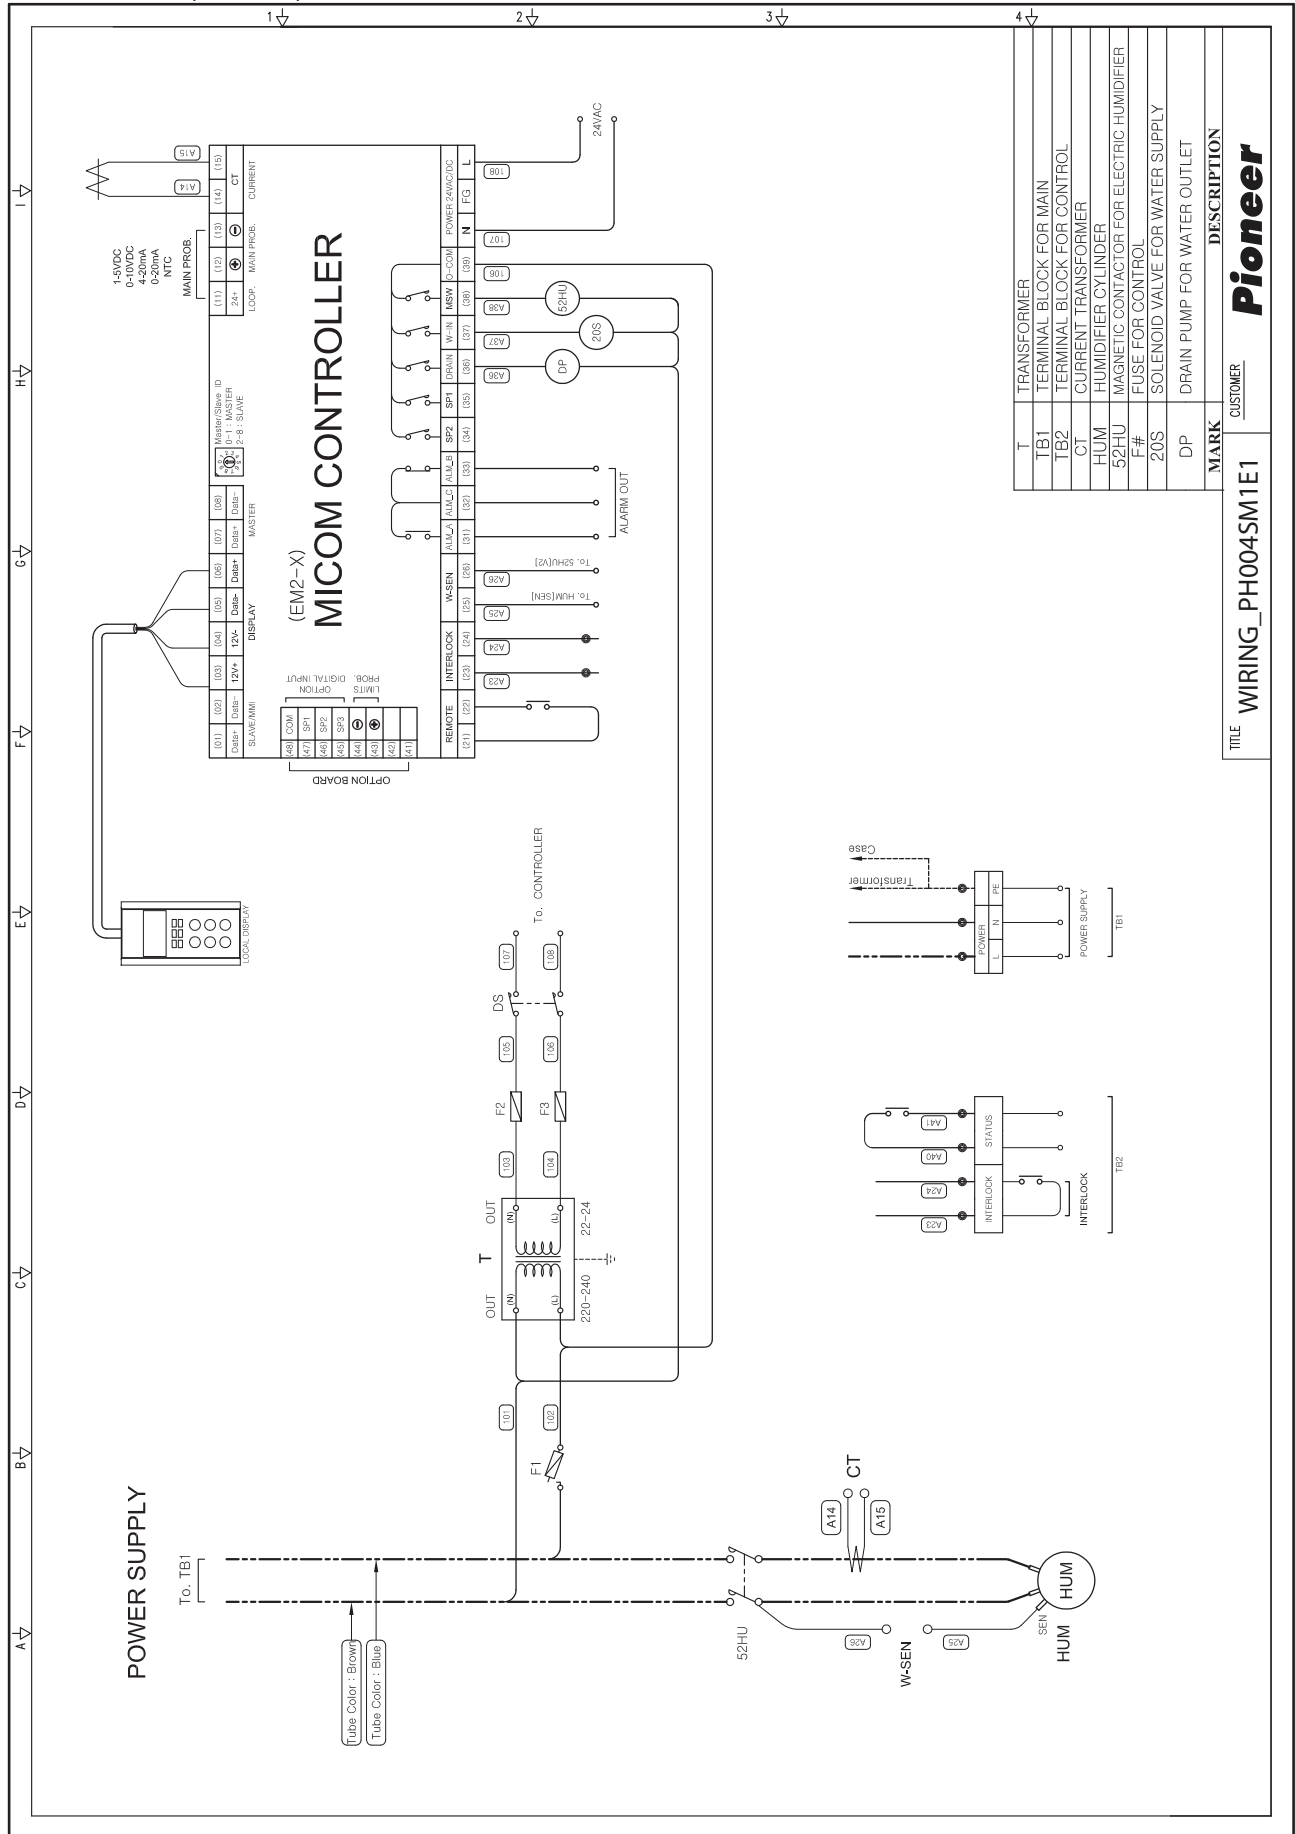 1
2
3
4
A
B
C
D
E
F
G
H
I
POWER SUPPLY
To. TB1
Tube Color : Brown
Tube Color : Blue
52HU
A26
W-SEN
A25
SEN
HUM
HUM
A14
A15
CT
F1
101
102
OUT
(N)
(L)
220-240
T
OUT
(N)
(L)
22-24
103
104
F2
F3
105
106
DS
107
108
To. CONTROLLER
LOCAL DISPLAY
(EM2-X)
MICOM CONTROLLER
(01) (02) (03) (04) (05) (06) (07) (08)
Data+ Data- 12V+ 12V- Data- Data+ Data+ Data-
SLAVE/MMI DISPLAY MASTER
Master/Slave ID
0-1 : MASTER
2-8 : SLAVE
1-5VDC
0-10VDC
4-20mA
0-20mA
NTC
MAIN PROB.
A14
A15
(11) (12) (13) (14) (15)
24+ CT
LOOP. MAIN PROB. CURRENT
OPTION BOARD
(48) COM
(47) SP1
(46) SP2
(45) SP3
(44)
(43)
(42)
(41)
OPTION
DIGITAL INPUT
LIMITS
PROB.
REMOTE INTERLOCK W-SEN ALM_A ALM_C ALM_B SP2 SP1 DRAIN W-IN MSW O-COM POWER 24VAC/DC
N FG L
(21) (22) (23) (24) (25) (26) (31) (32) (33) (34) (35) (36) (37) (38) (39)
A23
A24
A25
A26
A36
A37
A38
106
107
108
To. HUM[SEN]
To. 52HU[V2]
ALARM OUT
DP
20S
52HU
24VAC
A23
A24
A40
A41
INTERLOCK
STATUS
INTERLOCK
TB2
Transformer
Case
POWER
L N PE
POWER SUPPLY
TB1
T TRANSFORMER
TB1 TERMINAL BLOCK FOR MAIN
TB2 TERMINAL BLOCK FOR CONTROL
CT CURRENT TRANSFORMER
HUM HUMIDIFIER CYLINDER
52HU MAGNETIC CONTACTOR FOR ELECTRIC HUMIDIFIER
F# FUSE FOR CONTROL
20S SOLENOID VALVE FOR WATER SUPPLY
DP DRAIN PUMP FOR WATER OUTLET
MARK DESCRIPTION
TITLE WIRING_PH004SM1E1
CUSTOMER Pioneer